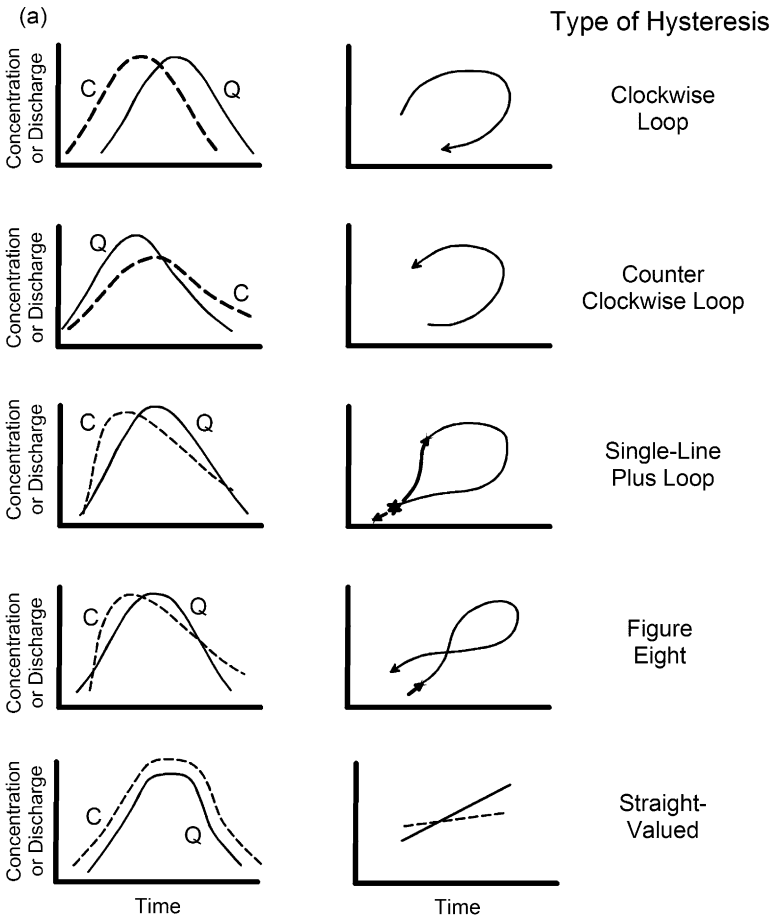 (a)
Type of Hysteresis
Concentration
or Discharge
C
Q
Clockwise
Loop
Concentration
or Discharge
Q
C
Counter
Clockwise Loop
Concentration
or Discharge
C
Q
Single-Line
Plus Loop
Concentration
or Discharge
C
Q
Figure
Eight
Concentration
or Discharge
C
Q
Straight-
Valued
Time
Time